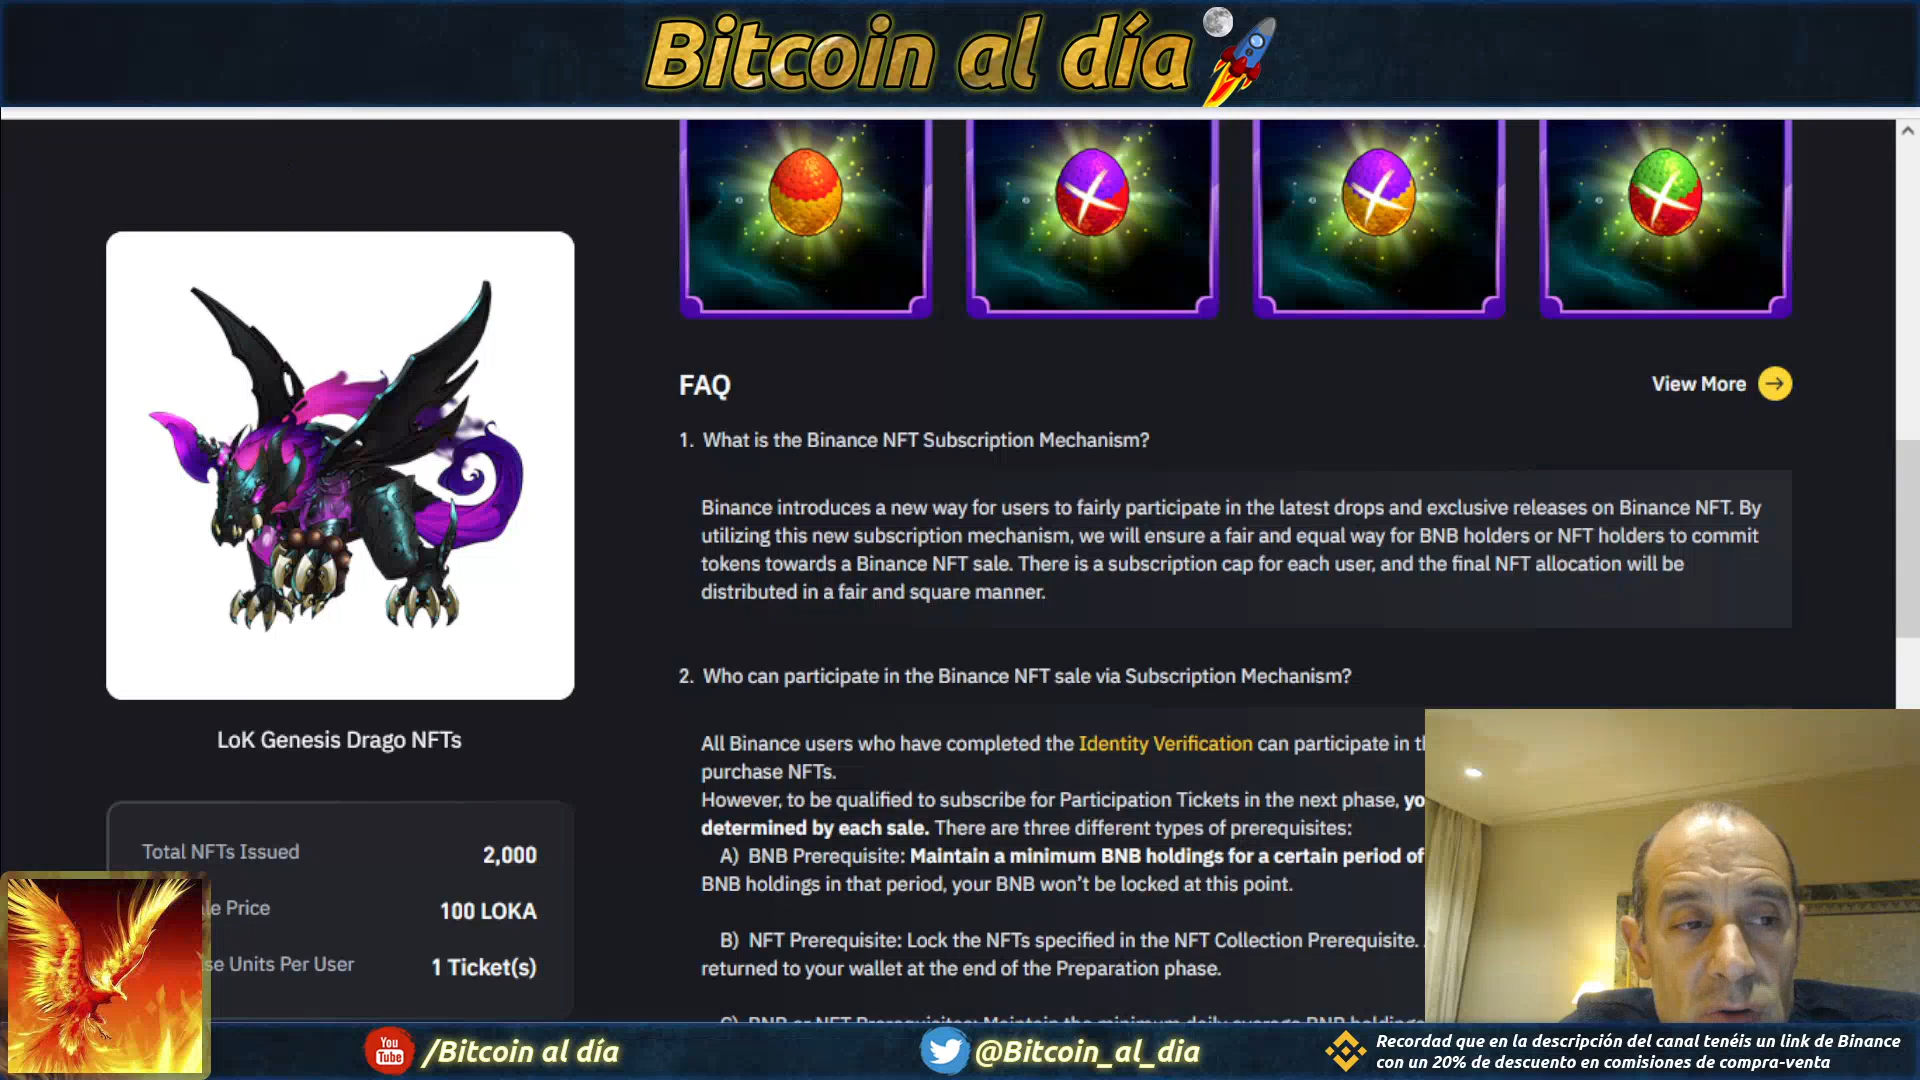 Bitcoin al día
FAQ
View More
1. What is the Binance NFT Subscription Mechanism?
Binance introduces a new way for users to fairly participate in the latest drops and exclusive releases on Binance NFT. By
utilizing this new subscription mechanism, we will ensure a fair and equal way for BNB holders or NFT holders to commit
tokens towards a Binance NFT sale. There is a subscription cap for each user, and the final NFT allocation will be
distributed in a fair and square manner.
2. Who can participate in the Binance NFT sale via Subscription Mechanism?
All Binance users who have completed the Identity Verification can participate in
purchase NFTs.
However, to be qualified to subscribe for Participation Tickets in the next phase,
determined by each sale. There are three different types of prerequisites:
A) BNB Prerequisite: Maintain a minimum BNB holdings for a certain period of
BNB holdings in that period, your BNB won't be locked at this point.
B) NFT Prerequisite: Lock the NFTs specified in the NFT Collection Prerequisite.
returned to your wallet at the end of the Preparation phase.
C) BNB or NFT Prerequisites: Maintain the minimum daily average BNB holdings
LoK Genesis Drago NFTs
Total NFTs Issued 2,000
Price 100 LOKA
Units Per User 1 Ticket(s)
You
Tube
/Bitcoin al día
@Bitcoin_al_dia
Recordad que en la descripción del canal tenéis un link de Binance
con un 20% de descuento en comisiones de compra-venta